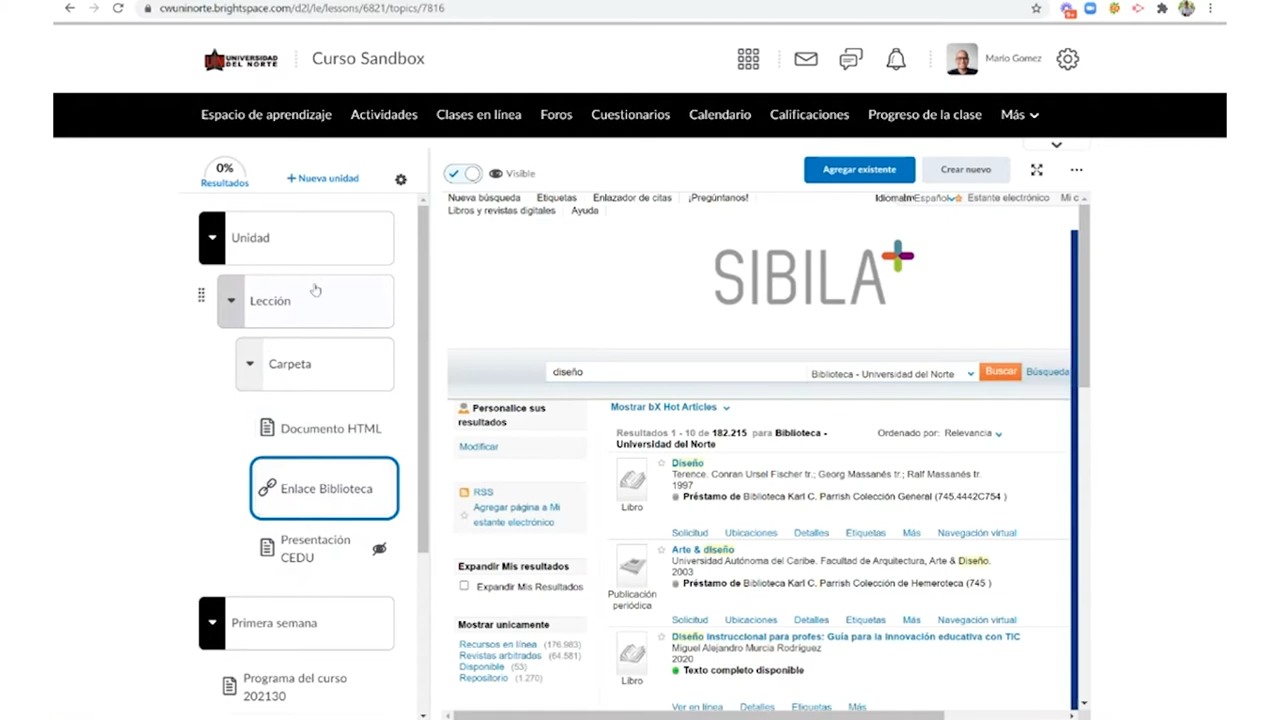 cwuninorte.brightspace.com/d2l/le/lessons/6821/topics/7816
UNIVERSIDAD
DEL NORTE
Curso Sandbox
Mario Gomez
Espacio de aprendizaje
Actividades
Clases en línea
Foros
Cuestionarios
Calendario
Calificaciones
Progreso de la clase
Más
0%
Resultados
+ Nueva unidad
Unidad
Lección
Carpeta
Documento HTML
Enlace Biblioteca
Presentación
CEDU
Primera semana
Programa del curso
202130
Visible
Agregar existente
Crear nuevo
Nueva búsqueda Etiquetas Enlazador de citas ¡Pregúntanos!
Español Estante electrónico Mi c
Libros y revistas digitales Ayuda
SIBILA+
diseño
Biblioteca - Universidad del Norte
Buscar
Búsqueda
Personalice sus
resultados
Modificar
RSS
Agregar página a Mi
estante electrónico
Expandir Mis resultados
Expandir Mis Resultados
Mostrar unicamente
Recursos en línea (176.983)
Revistas arbitradas (64.581)
Disponible (53)
Repositorio (1.270)
Mostrar bX Hot Articles
Resultados 1 - 10 de 182.215 para Biblioteca -
Universidad del Norte
Ordenado por: Relevancia
Diseño
Terence. Conran Ursel Fischer tr.; Georg Massanés tr.; Ralf Massanés tr.
1997
Préstamo de Biblioteca Karl C. Parrish Colección General (745.4442C754 )
Libro
Solicitud Ubicaciones Detalles Etiquetas Más Navegación virtual
Arte & diseño
Universidad Autónoma del Caribe. Facultad de Arquitectura, Arte & Diseño.
2003
Préstamo de Biblioteca Karl C. Parrish Colección de Hemeroteca (745 )
Publicación
periódica
Solicitud Ubicaciones Detalles Etiquetas Más Navegación virtual
Diseño instruccional para profes: Guía para la innovación educativa con TIC
Miguel Alejandro Murcia Rodríguez
2020
Texto completo disponible
Libro
Ver en línea Detalles Etiquetas Más